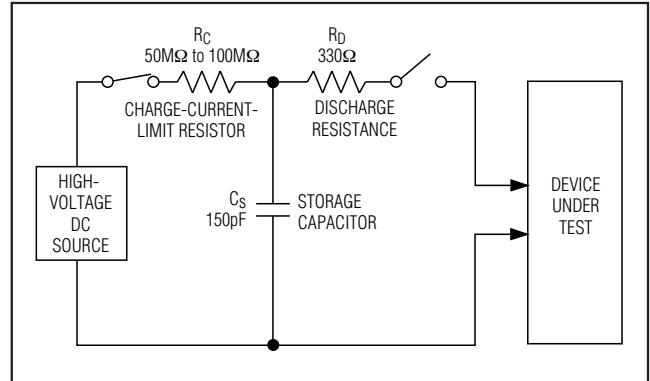 RC
50MΩ to 100MΩ
CHARGE-CURRENT-
LIMIT RESISTOR
RD
330Ω
DISCHARGE
RESISTANCE
HIGH-
VOLTAGE
DC
SOURCE
CS
150pF
STORAGE
CAPACITOR
DEVICE
UNDER
TEST